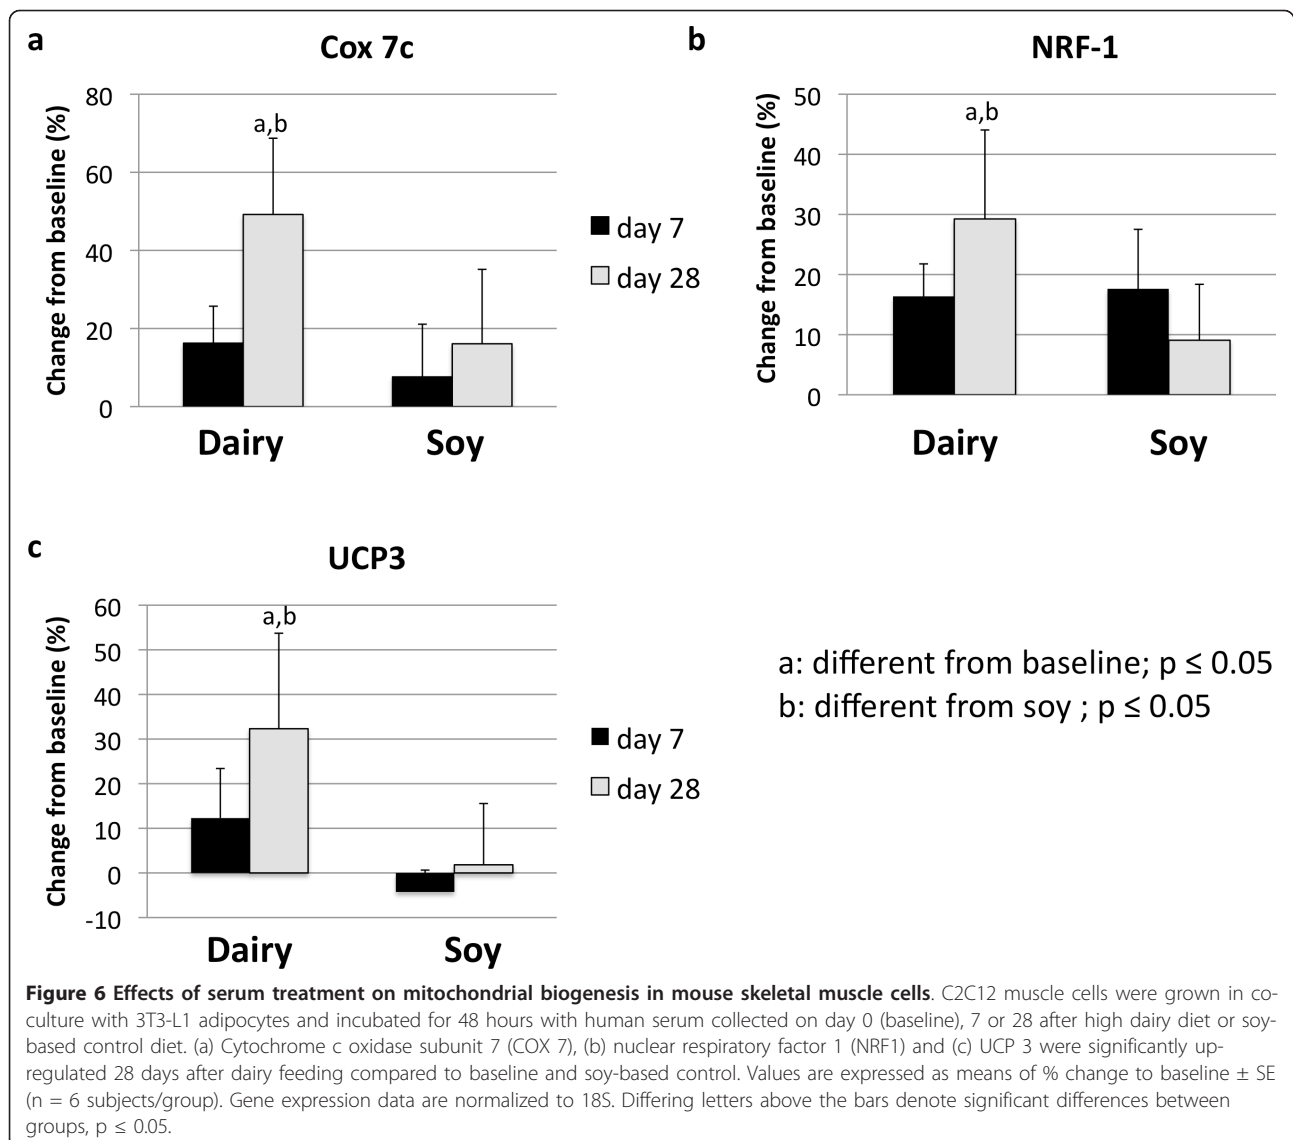 a
Cox 7c
Change from baseline (%)
80
60
40
20
0
a,b
Dairy
Soy
day 7
day 28
b
NRF-1
Change from baseline (%)
50
40
30
20
10
0
a,b
Dairy
Soy
c
UCP3
Change from baseline (%)
60
50
40
30
20
10
0
-10
a,b
Dairy
Soy
day 7
day 28
a: different from baseline; p ≤ 0.05
b: different from soy ; p ≤ 0.05
Figure 6 Effects of serum treatment on mitochondrial biogenesis in mouse skeletal muscle cells. C2C12 muscle cells were grown in co-
culture with 3T3-L1 adipocytes and incubated for 48 hours with human serum collected on day 0 (baseline), 7 or 28 after high dairy diet or soy-
based control diet. (a) Cytochrome c oxidase subunit 7 (COX 7), (b) nuclear respiratory factor 1 (NRF1) and (c) UCP 3 were significantly up-
regulated 28 days after dairy feeding compared to baseline and soy-based control. Values are expressed as means of % change to baseline ± SE
(n = 6 subjects/group). Gene expression data are normalized to 18S. Differing letters above the bars denote significant differences between
groups, p ≤ 0.05.